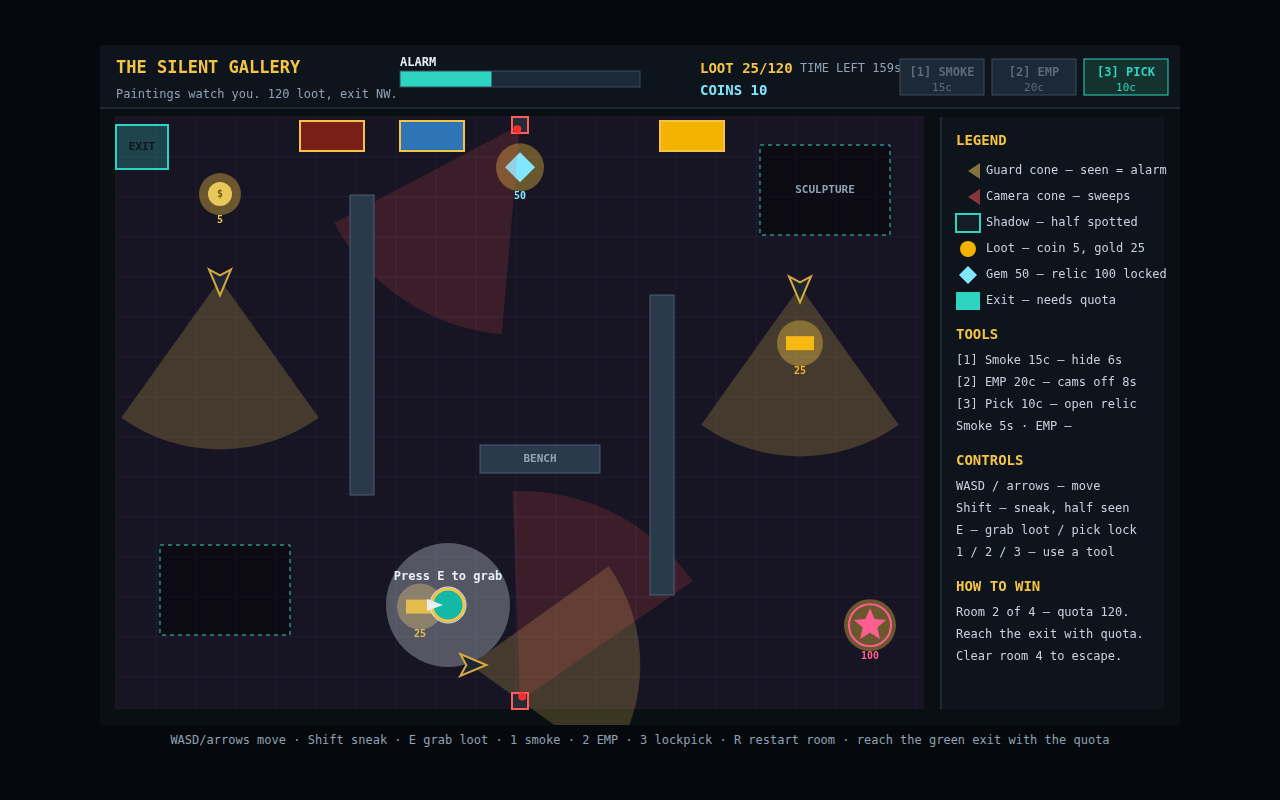 THE SILENT GALLERY
Paintings watch you. 120 loot, exit NW.
ALARM
LOOT 25/120 TIME LEFT 159s
COINS 10
[1] SMOKE
15c
[2] EMP
20c
[3] PICK
10c
EXIT
$
5
50
SCULPTURE
25
BENCH
Press E to grab
25
100
LEGEND
Guard cone — seen = alarm
Camera cone — sweeps
Shadow — half spotted
Loot — coin 5, gold 25
Gem 50 — relic 100 locked
Exit — needs quota
TOOLS
[1] Smoke 15c — hide 6s
[2] EMP 20c — cams off 8s
[3] Pick 10c — open relic
Smoke 5s · EMP —
CONTROLS
WASD / arrows — move
Shift — sneak, half seen
E — grab loot / pick lock
1 / 2 / 3 — use a tool
HOW TO WIN
Room 2 of 4 — quota 120.
Reach the exit with quota.
Clear room 4 to escape.
WASD/arrows move · Shift sneak · E grab loot · 1 smoke · 2 EMP · 3 lockpick · R restart room · reach the green exit with the quota